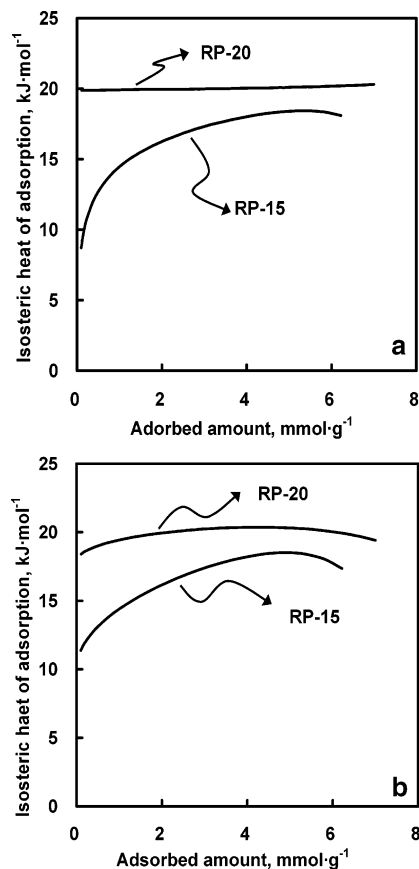 25
20
15
10
5
0
Isosteric heat of adsorption, kJ·mol⁻¹
RP-20
RP-15
a
0 2 4 6 8
Adorbed amount, mmol·g⁻¹
25
20
15
10
5
0
Isosteric haet of adsorption, kJ·mol⁻¹
RP-20
RP-15
b
0 2 4 6 8
Adsorbed amount, mmol·g⁻¹